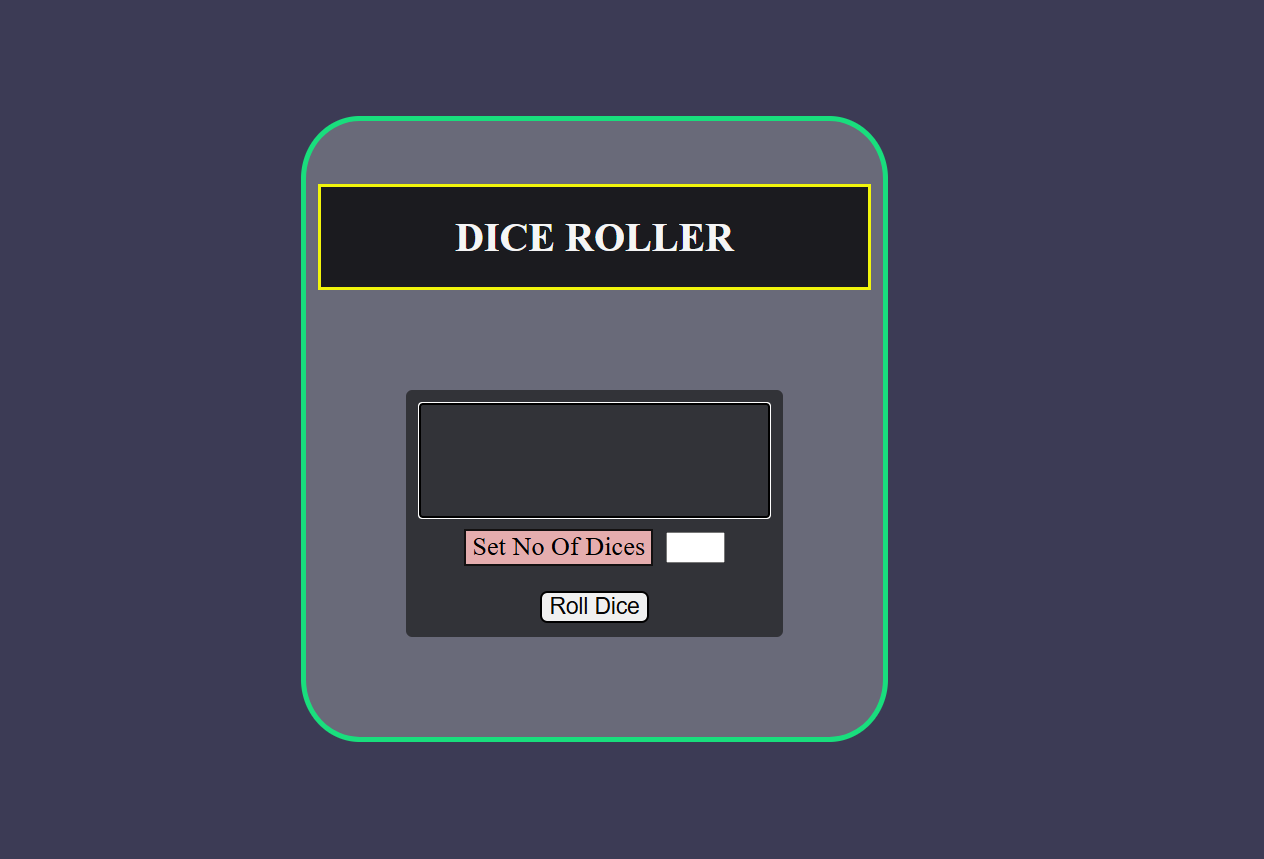 DICE ROLLER
Set No Of Dices
Roll Dice